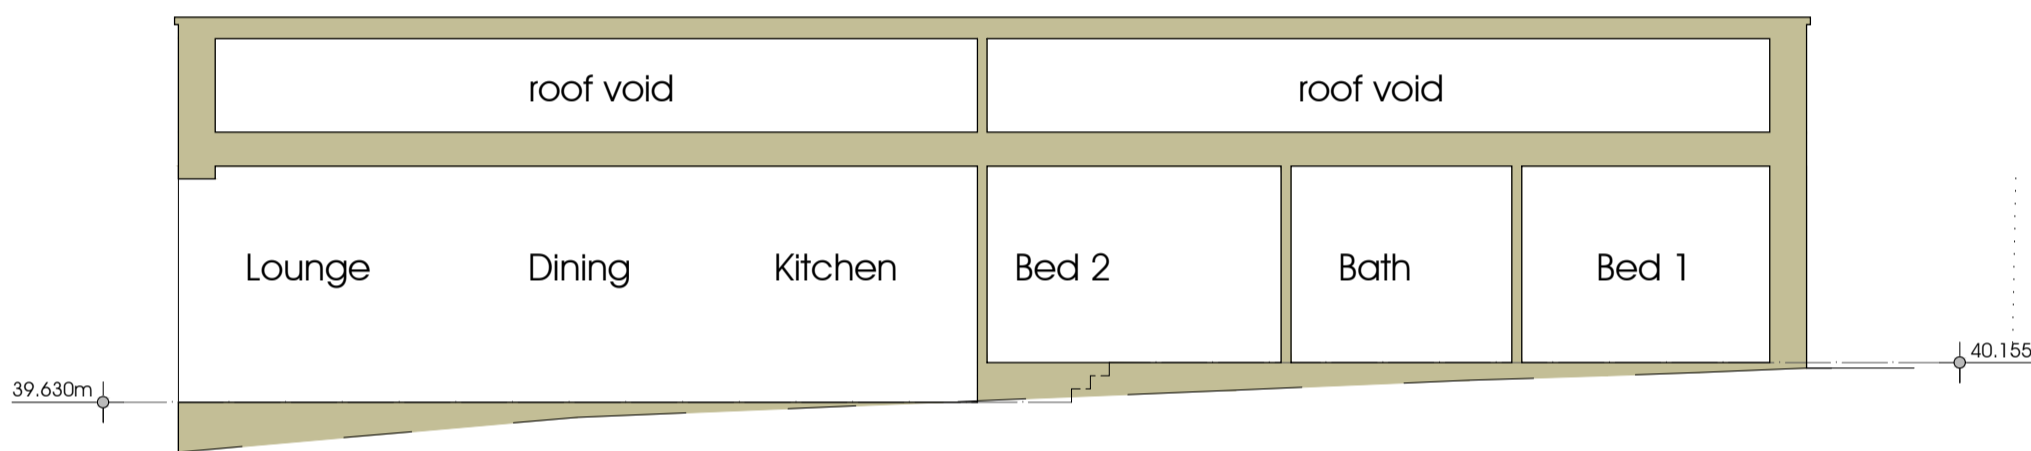 roof void
roof void
Lounge
Dining
Kitchen
Bed 2
Bath
Bed 1
39.630m
40.155